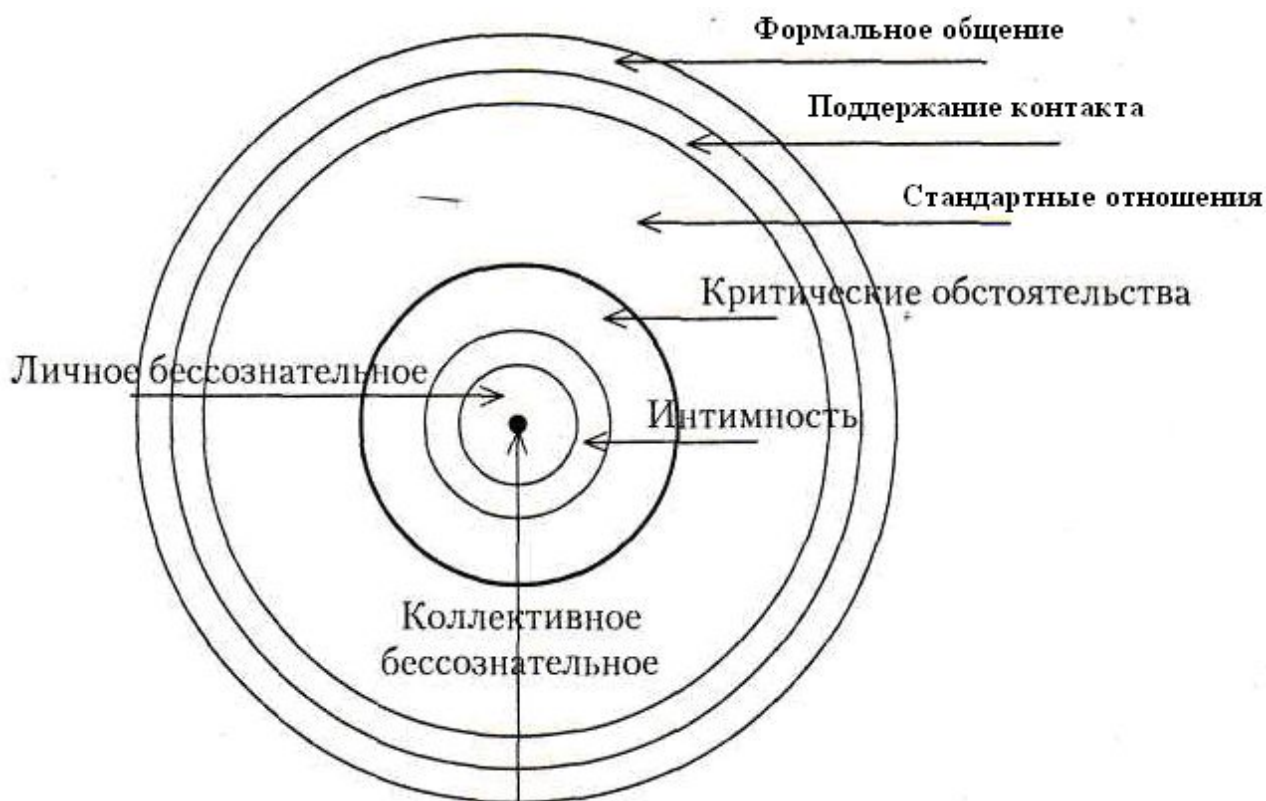 Формальное общение
Поддержание контакта
Стандартные отношения
Критические обстоятельства
Личное бессознательное
Интимность
Коллективное
бессознательное